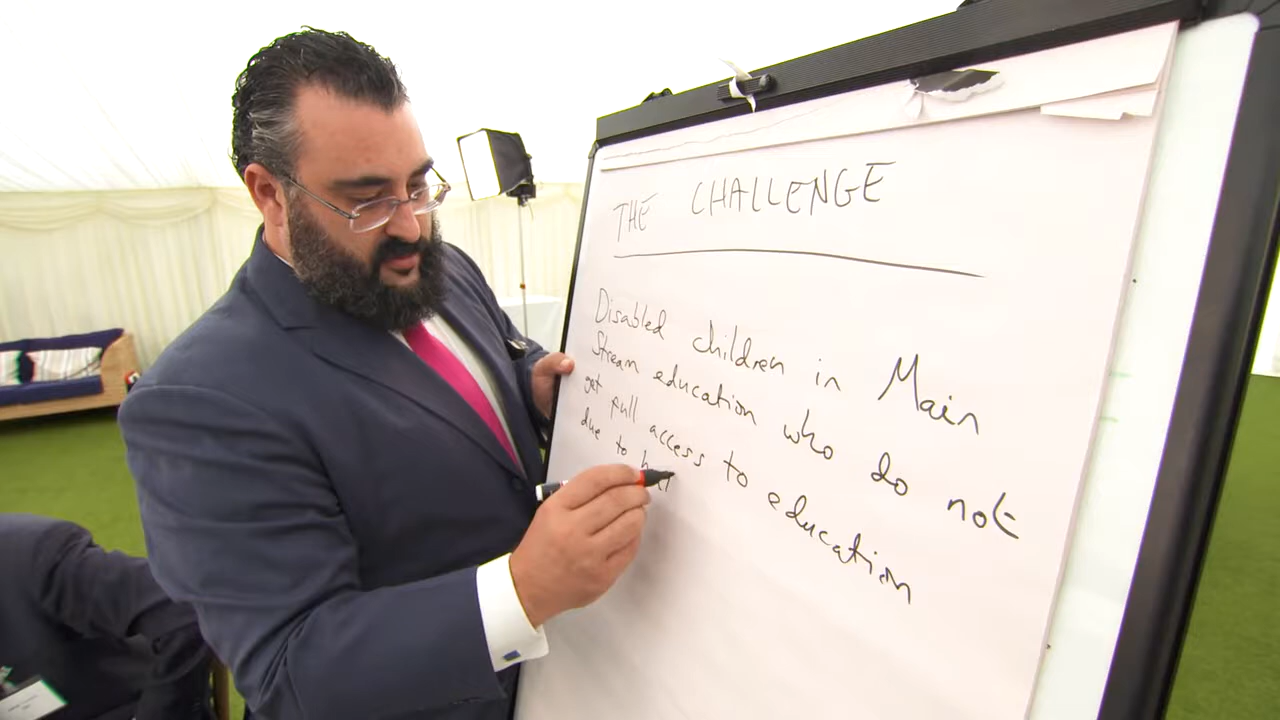 THE CHALLENGE
Disabled children in Main
Stream education who do not
get full access to education
due to